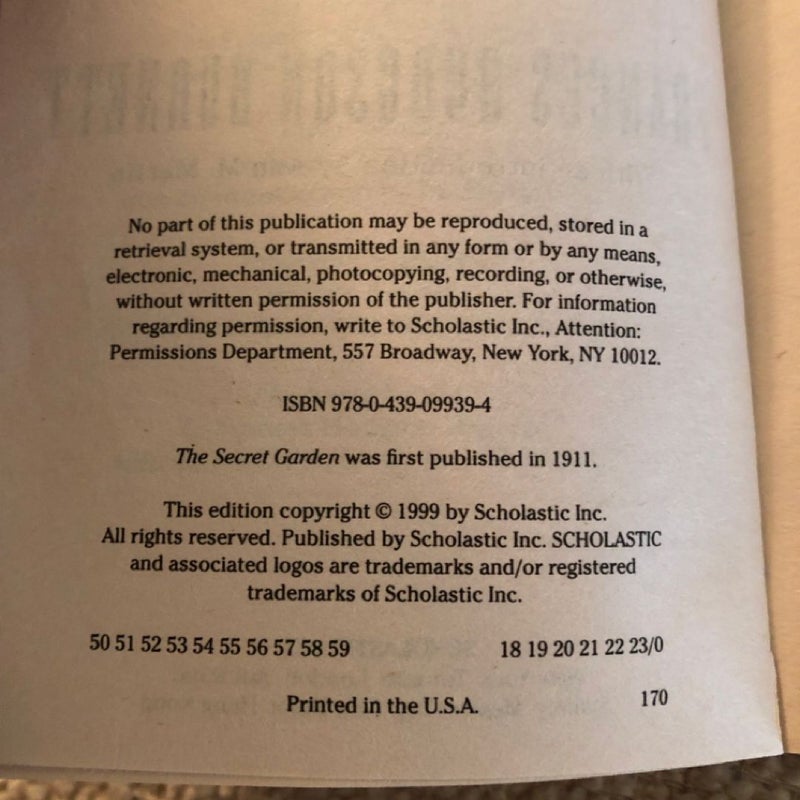 No part of this publication may be reproduced, stored in a
retrieval system, or transmitted in any form or by any means,
electronic, mechanical, photocopying, recording, or otherwise,
without written permission of the publisher. For information
regarding permission, write to Scholastic Inc., Attention:
Permissions Department, 557 Broadway, New York, NY 10012.
ISBN 978-0-439-09939-4
The Secret Garden was first published in 1911.
This edition copyright © 1999 by Scholastic Inc.
All rights reserved. Published by Scholastic Inc. SCHOLASTIC
and associated logos are trademarks and/or registered
trademarks of Scholastic Inc.
50 51 52 53 54 55 56 57 58 59 18 19 20 21 22 23/0
Printed in the U.S.A. 170